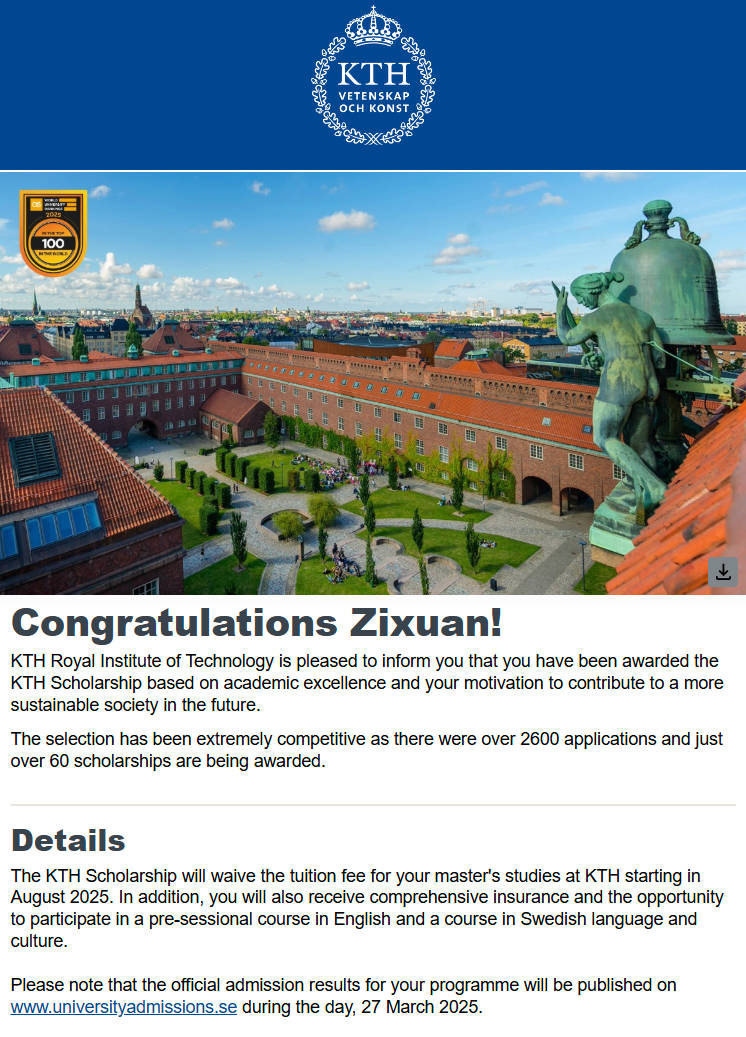 KTH
VETENSKAP
OCH KONST
QS WORLD
UNIVERSITY
RANKINGS
2025
IN THE TOP
100
IN THE WORLD
Congratulations Zixuan!
KTH Royal Institute of Technology is pleased to inform you that you have been awarded the
KTH Scholarship based on academic excellence and your motivation to contribute to a more
sustainable society in the future.
The selection has been extremely competitive as there were over 2600 applications and just
over 60 scholarships are being awarded.
Details
The KTH Scholarship will waive the tuition fee for your master's studies at KTH starting in
August 2025. In addition, you will also receive comprehensive insurance and the opportunity
to participate in a pre-sessional course in English and a course in Swedish language and
culture.
Please note that the official admission results for your programme will be published on
www.universityadmissions.se during the day, 27 March 2025.